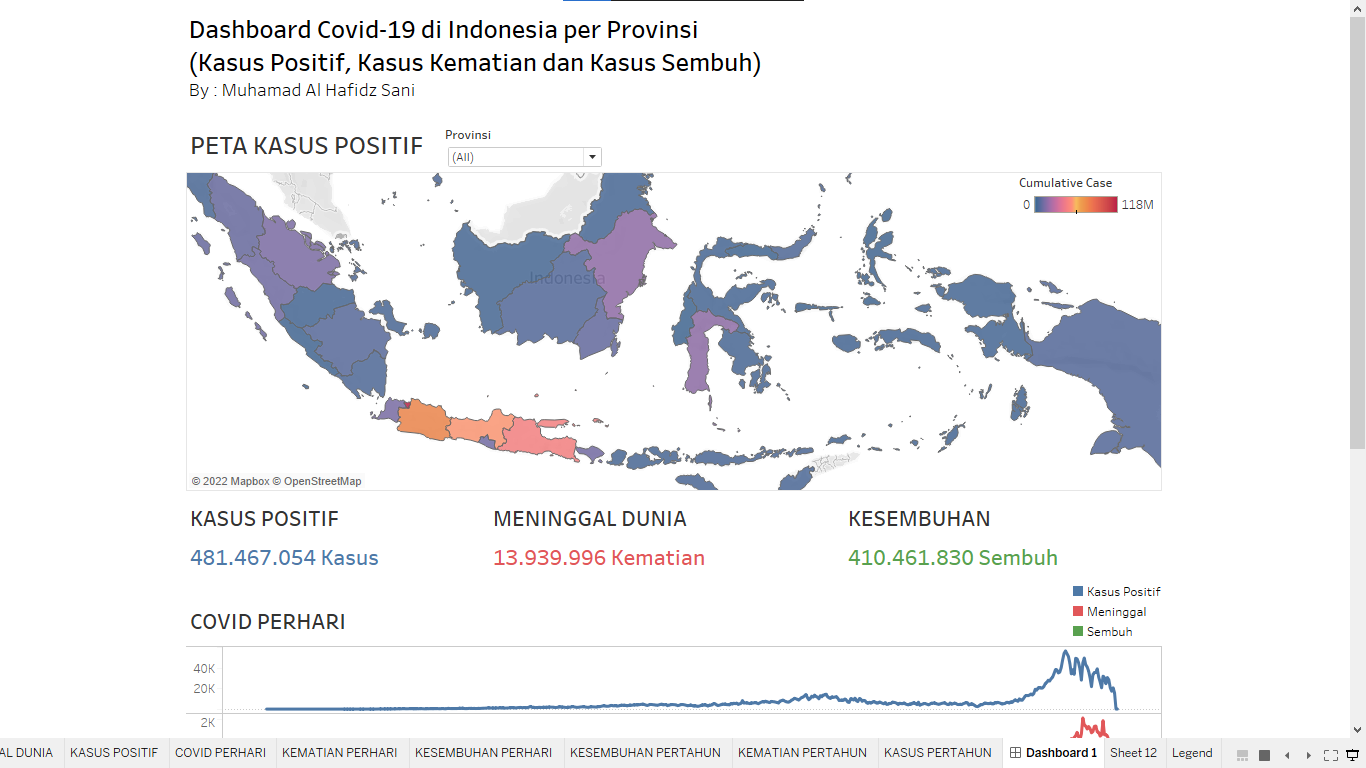 Dashboard Covid-19 di Indonesia per Provinsi
(Kasus Positif, Kasus Kematian dan Kasus Sembuh)
By : Muhamad Al Hafidz Sani
PETA KASUS POSITIF
Provinsi
(All)
Cumulative Case
0 118M
Indonesia
© 2022 Mapbox © OpenStreetMap
KASUS POSITIF MENINGGAL DUNIA KESEMBUHAN
481.467.054 Kasus 13.939.996 Kematian 410.461.830 Sembuh
Kasus Positif
Meninggal
Sembuh
COVID PERHARI
40K
20K
2K
AL DUNIA KASUS POSITIF COVID PERHARI KEMATIAN PERHARI KESEMBUHAN PERHARI KESEMBUHAN PERTAHUN KEMATIAN PERTAHUN KASUS PERTAHUN Dashboard 1 Sheet 12 Legend